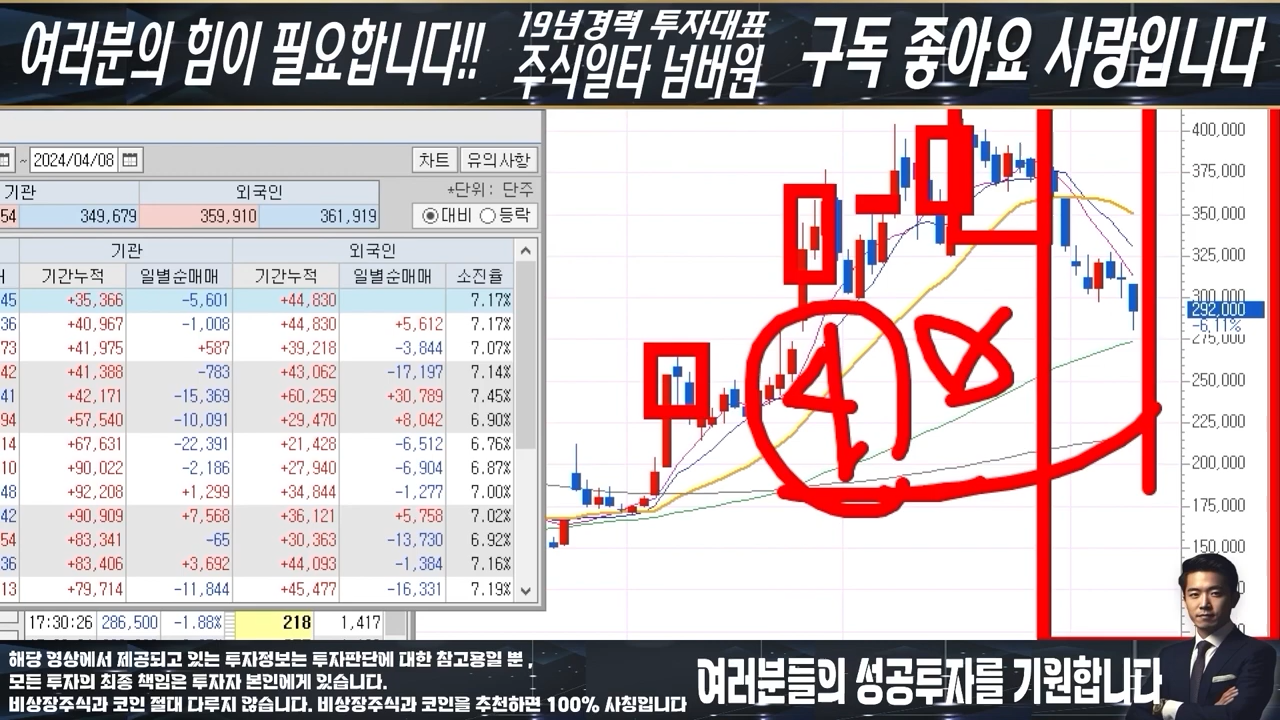 여러분의 힘이 필요합니다!!
19년경력 투자대표
주식일타 넘버원
구독 좋아요 사랑입니다
~ 2024/04/08
차트 유의사항
기관 외국인 *단위: 단주
54 349,679 359,910 361,919 대비 등락
기관 외국인
기간누적 일별순매매 기간누적 일별순매매 소진율
45 +35,366 -5,601 +44,830 7.17%
36 +40,967 -1,008 +44,830 +5,612 7.17%
73 +41,975 +587 +39,218 -3,844 7.07%
42 +41,388 -783 +43,062 -17,197 7.14%
41 +42,171 -15,369 +60,259 +30,789 7.45%
94 +57,540 -10,091 +29,470 +8,042 6.90%
14 +67,631 -22,391 +21,428 -6,512 6.76%
10 +90,022 -2,186 +27,940 -6,904 6.87%
48 +92,208 +1,299 +34,844 -1,277 7.00%
42 +90,909 +7,568 +36,121 +5,758 7.02%
54 +83,341 -65 +30,363 -13,730 6.92%
36 +83,406 +3,692 +44,093 -1,384 7.16%
13 +79,714 -11,844 +45,477 -16,331 7.19%
17:30:26 286,500 -1.88% 218 1,417
400,000
375,000
350,000
325,000
300,000
292,000
-6.11%
275,000
250,000
225,000
200,000
175,000
150,000
4
해당 영상에서 제공되고 있는 투자정보는 투자판단에 대한 참고용일 뿐 ,
모든 투자의 최종 책임은 투자자 본인에게 있습니다.
비상장주식과 코인 절대 다루지 않습니다. 비상장주식과 코인을 추천하면 100% 사칭입니다
여러분들의 성공투자를 기원합니다